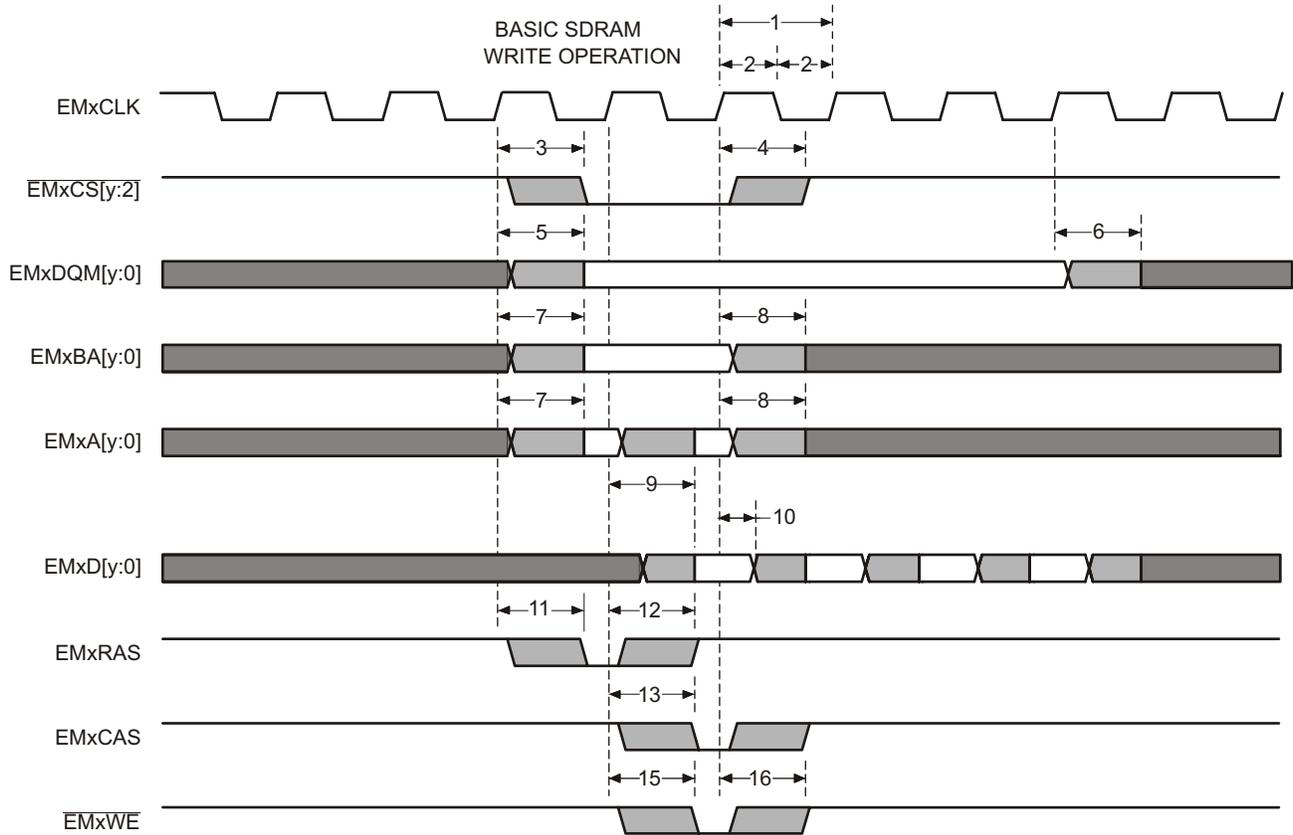 BASIC SDRAM
WRITE OPERATION
1
2 2
EMxCLK
3 4
EMxCS[y:2]
5 6
EMxDQM[y:0]
7 8
EMxBA[y:0]
7 8
EMxA[y:0]
9
10
EMxD[y:0]
11 12
EMxRAS
13
EMxCAS
15 16
EMxWE